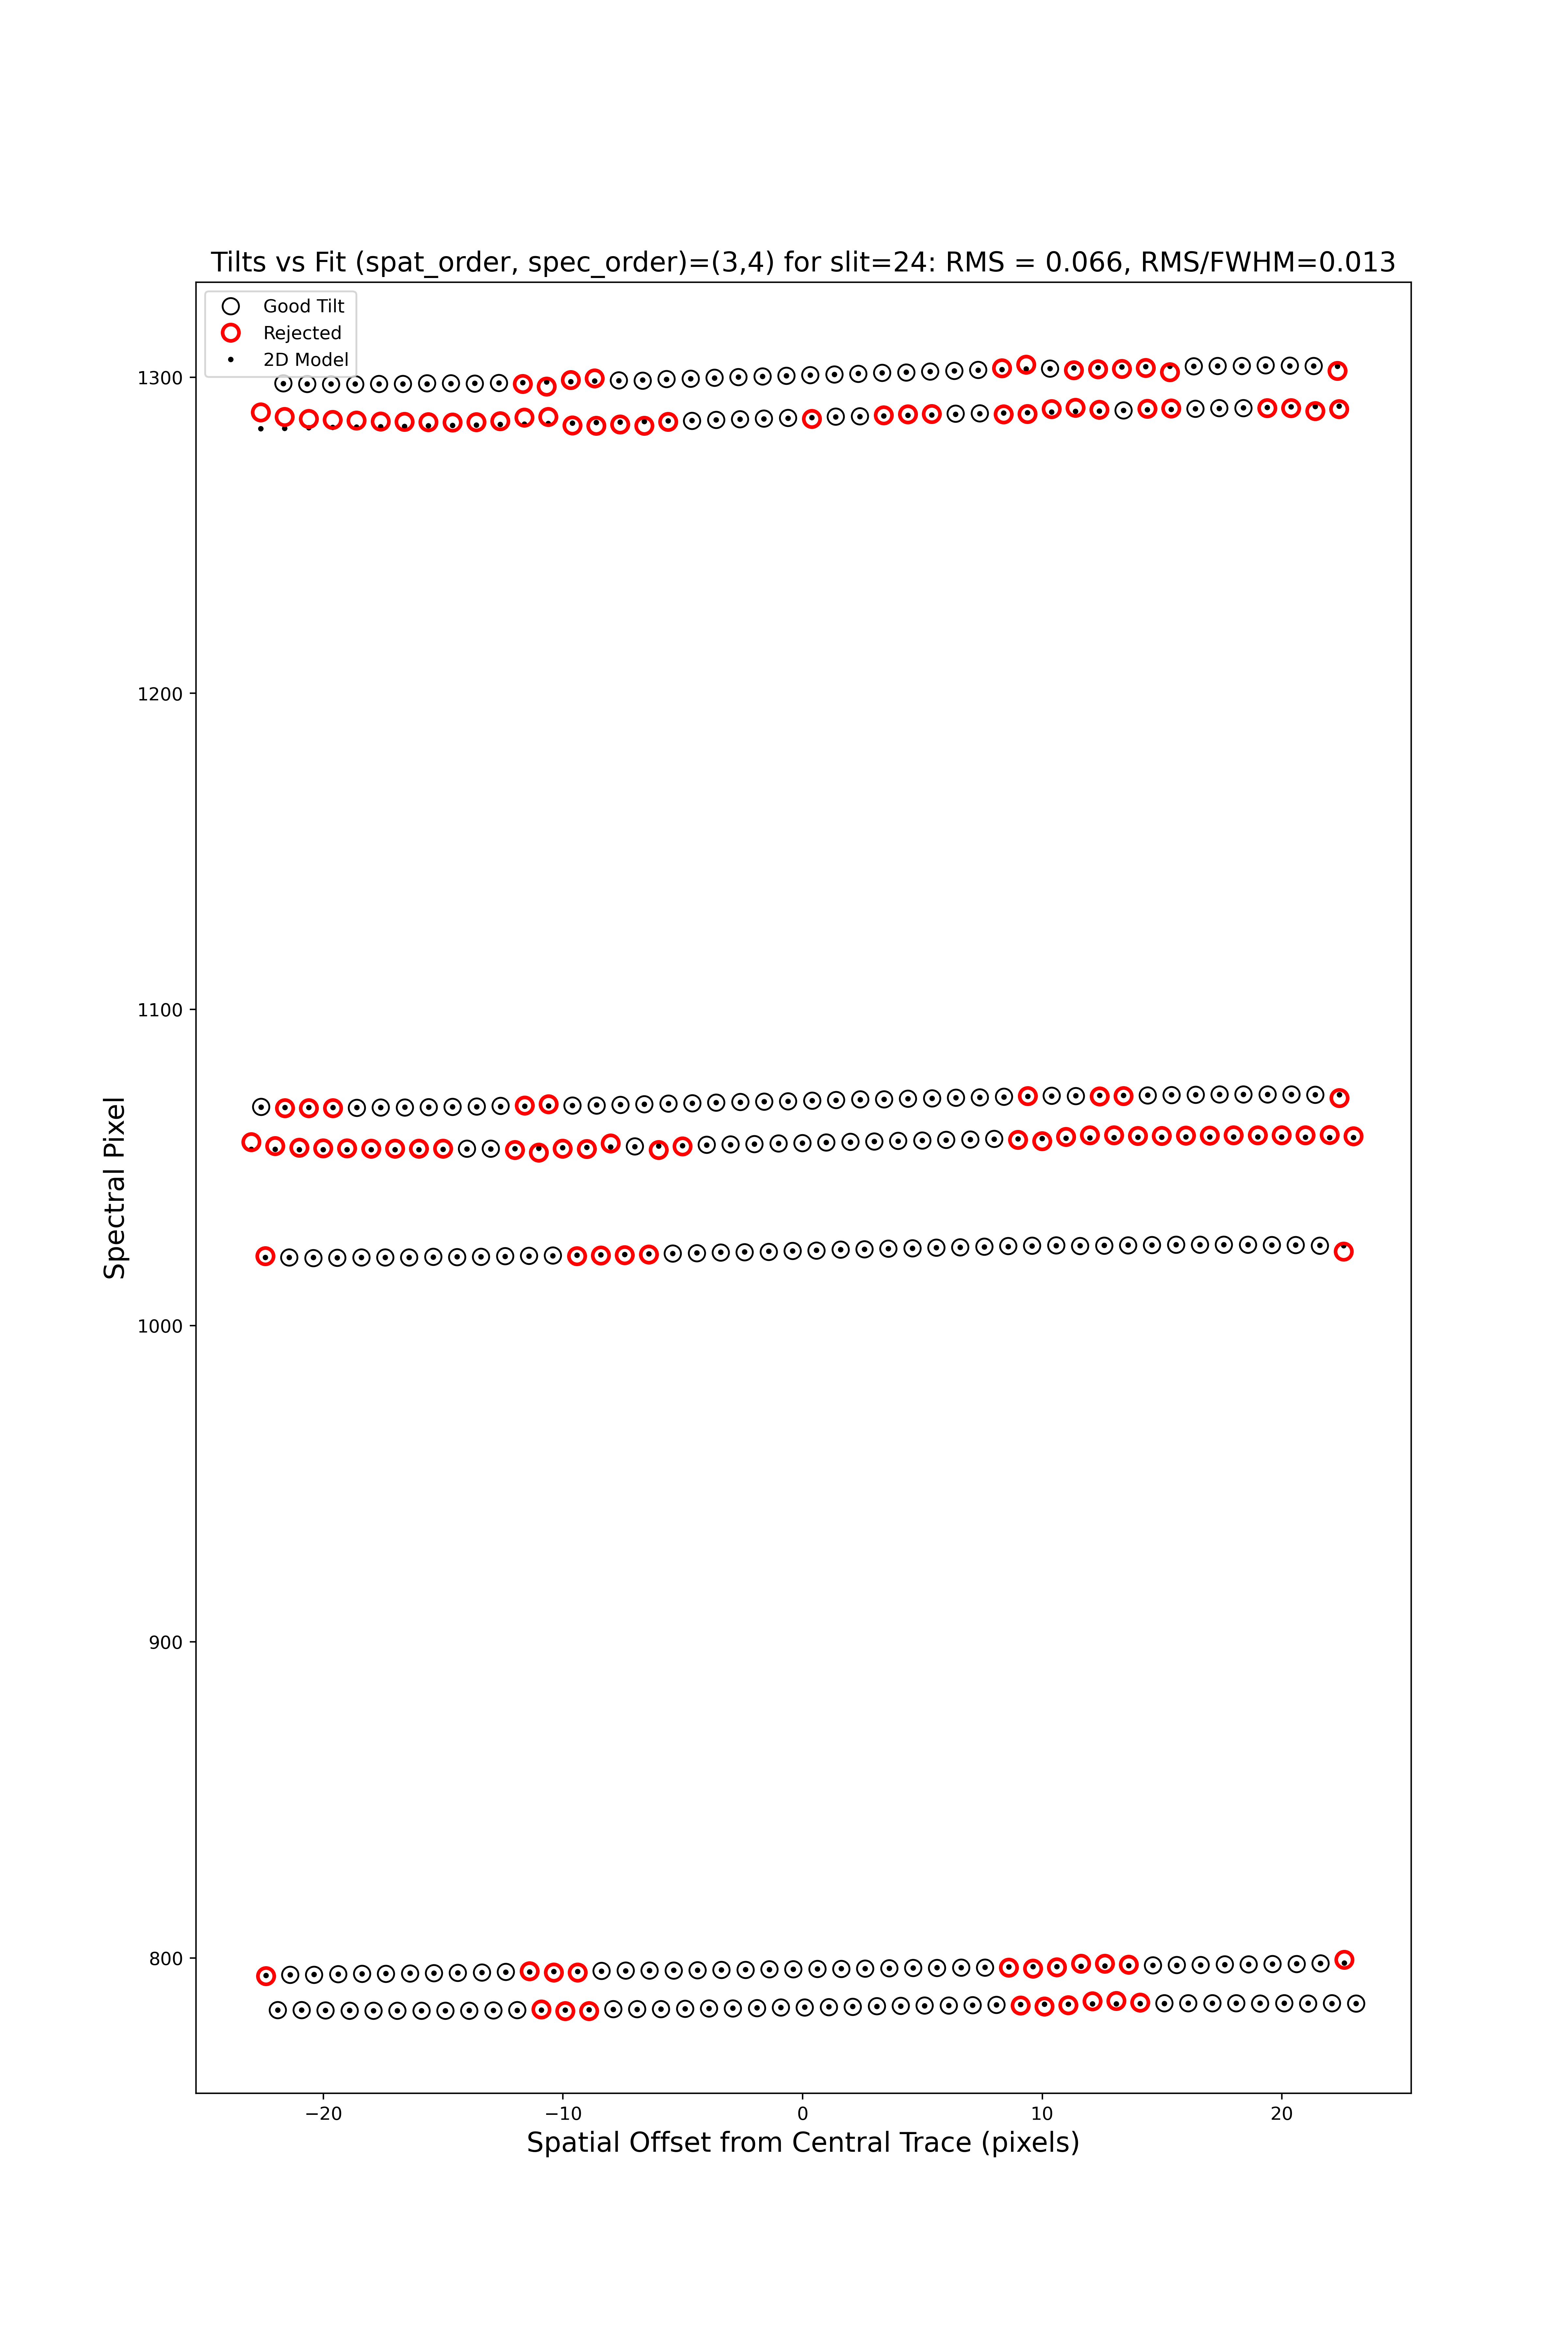 Tilts vs Fit (spat_order, spec_order)=(3,4) for slit=24: RMS = 0.066, RMS/FWHM=0.013
Good Tilt
Rejected
2D Model
1300
1200
1100
1000
900
800
Spectral Pixel
−20
−10
0
10
20
Spatial Offset from Central Trace (pixels)